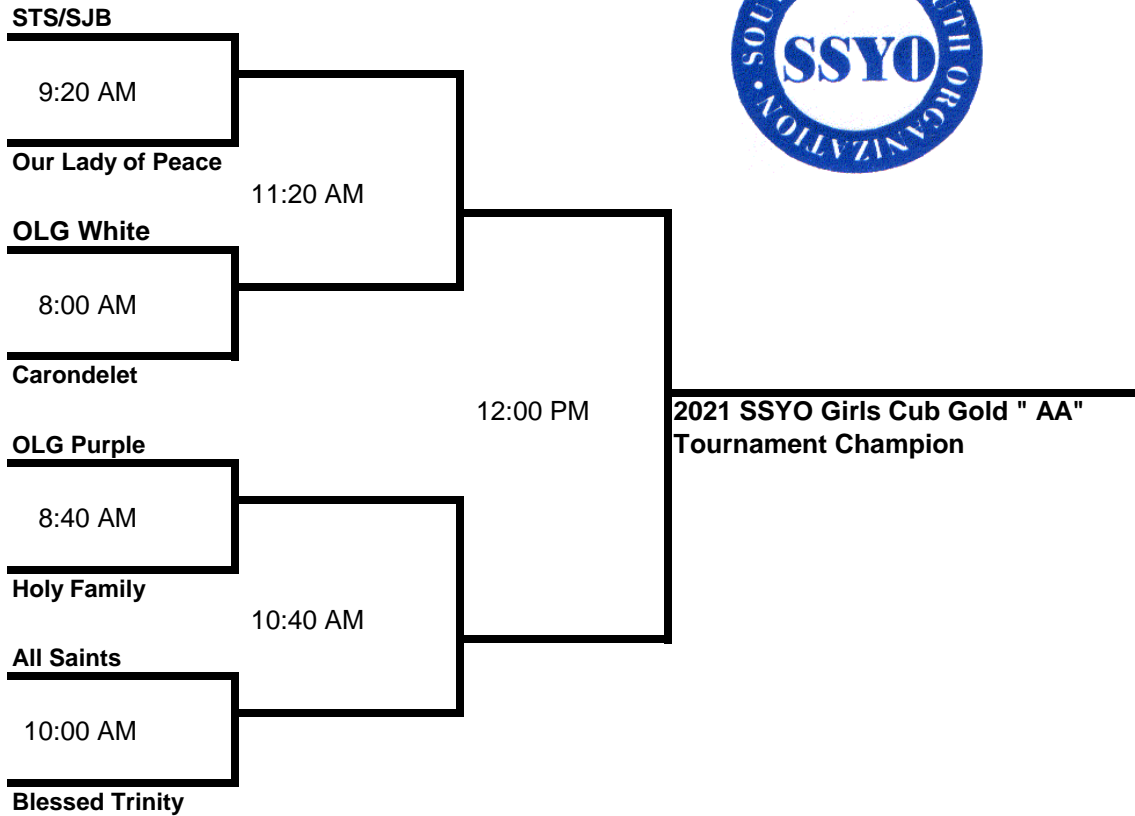 STS/SJB
9:20 AM
Our Lady of Peace
11:20 AM
OLG White
8:00 AM
Carondelet
12:00 PM
2021 SSYO Girls Cub Gold " AA"
Tournament Champion
OLG Purple
8:40 AM
Holy Family
10:40 AM
All Saints
10:00 AM
Blessed Trinity
SSYO
ORGANIZATION